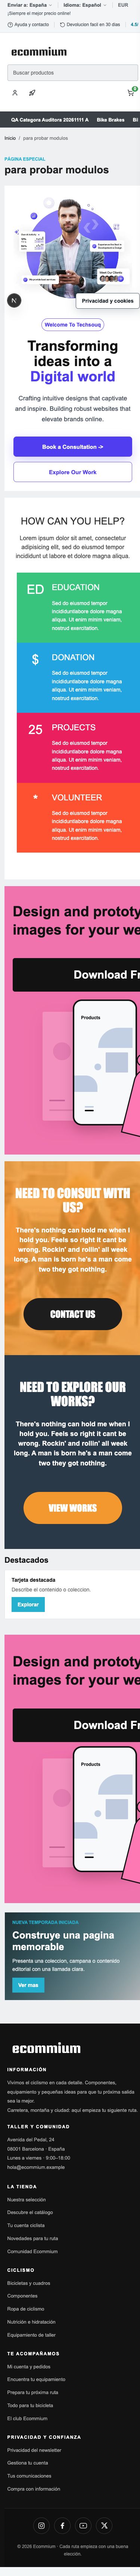 Enviar a: España
Idioma: Español
EUR
¡Siempre el mejor precio online!
Ayuda y contacto
Devolucion facil en 30 dias
4.5
ecommium
Buscar productos
0
QA Catagora Auditores 20261111 A
Bike Brakes
Bi
Inicio / para probar modulos
PÁGINA ESPECIAL
para probar modulos
Meet Our Clients
N
Privacidad y cookies
Welcome To Techsouq
Transforming
ideas into a
Digital world
Crafting intuitive designs that captivate
and inspire. Building robust websites that
elevate brands online.
Book a Consultation ->
Explore Our Work
HOW CAN YOU HELP?
Lorem ipsum dolor sit amet, consectetur
adipisicing elit, sed do eiusmod tempor
incididunt ut labore et dolore magna aliqua.
ED
EDUCATION
Sed do eiusmod tempor
incididuntlabore dolore magna
aliqua. Ut enim minim veniam,
nostrud exercitation.
$
DONATION
Sed do eiusmod tempor
incididuntlabore dolore magna
aliqua. Ut enim minim veniam,
nostrud exercitation.
25
PROJECTS
Sed do eiusmod tempor
incididuntlabore dolore magna
aliqua. Ut enim minim veniam,
nostrud exercitation.
*
VOLUNTEER
Sed do eiusmod tempor
incididuntlabore dolore magna
aliqua. Ut enim minim veniam,
nostrud exercitation.
Design and prototy
images for your we
Download Fr
Products
NEED TO CONSULT WITH
US?
There's nothing you can hold and me when I
hold you. Feels so right it cant be
wrong. Rockin' and rollin' all week
long. A man is born he's a man come
two they got nothing.
CONTACT US
NEED TO EXPLORE OUR
WORKS?
There's nothing you can hold and me when I
hold you. Feels so right it cant be
wrong. Rockin' and rollin' all week
long. A man is born he's a man come
two they got nothing.
VIEW WORKS
Destacados
Tarjeta destacada
Describe el contenido o coleccion.
Explorar
Design and prototy
images for your we
Download Fr
Products
NUEVA TEMPORADA INICIADA
Construye una pagina
memorable
Presenta una coleccion, campana o contenido
editorial con una llamada clara.
Ver mas
ecommium
INFORMACIÓN
Vivimos el ciclismo en cada detalle. Componentes,
equipamiento y pequeñas ideas para que tu próxima salida
sea la mejor.
Carretera, montaña y ciudad: aquí empieza tu siguiente ruta.
TALLER Y COMUNIDAD
Avenida del Pedal, 24
08001 Barcelona · España
Lunes a viernes · 9:00–18:00
hola@ecommium.example
LA TIENDA
Nuestra selección
Descubre el catálogo
Tu cuenta ciclista
Novedades para tu ruta
Comunidad Ecommium
CICLISMO
Bicicletas y cuadros
Componentes
Ropa de ciclismo
Nutrición e hidratación
Equipamiento de taller
TE ACOMPAÑAMOS
Mi cuenta y pedidos
Encuentra tu equipamiento
Prepara tu próxima ruta
Todo para tu bicicleta
El club Ecommium
PRIVACIDAD Y CONFIANZA
Privacidad del newsletter
Gestiona tu cuenta
Tus comunicaciones
Compra con información
© 2026 Ecommium · Cada ruta empieza con una buena
elección.